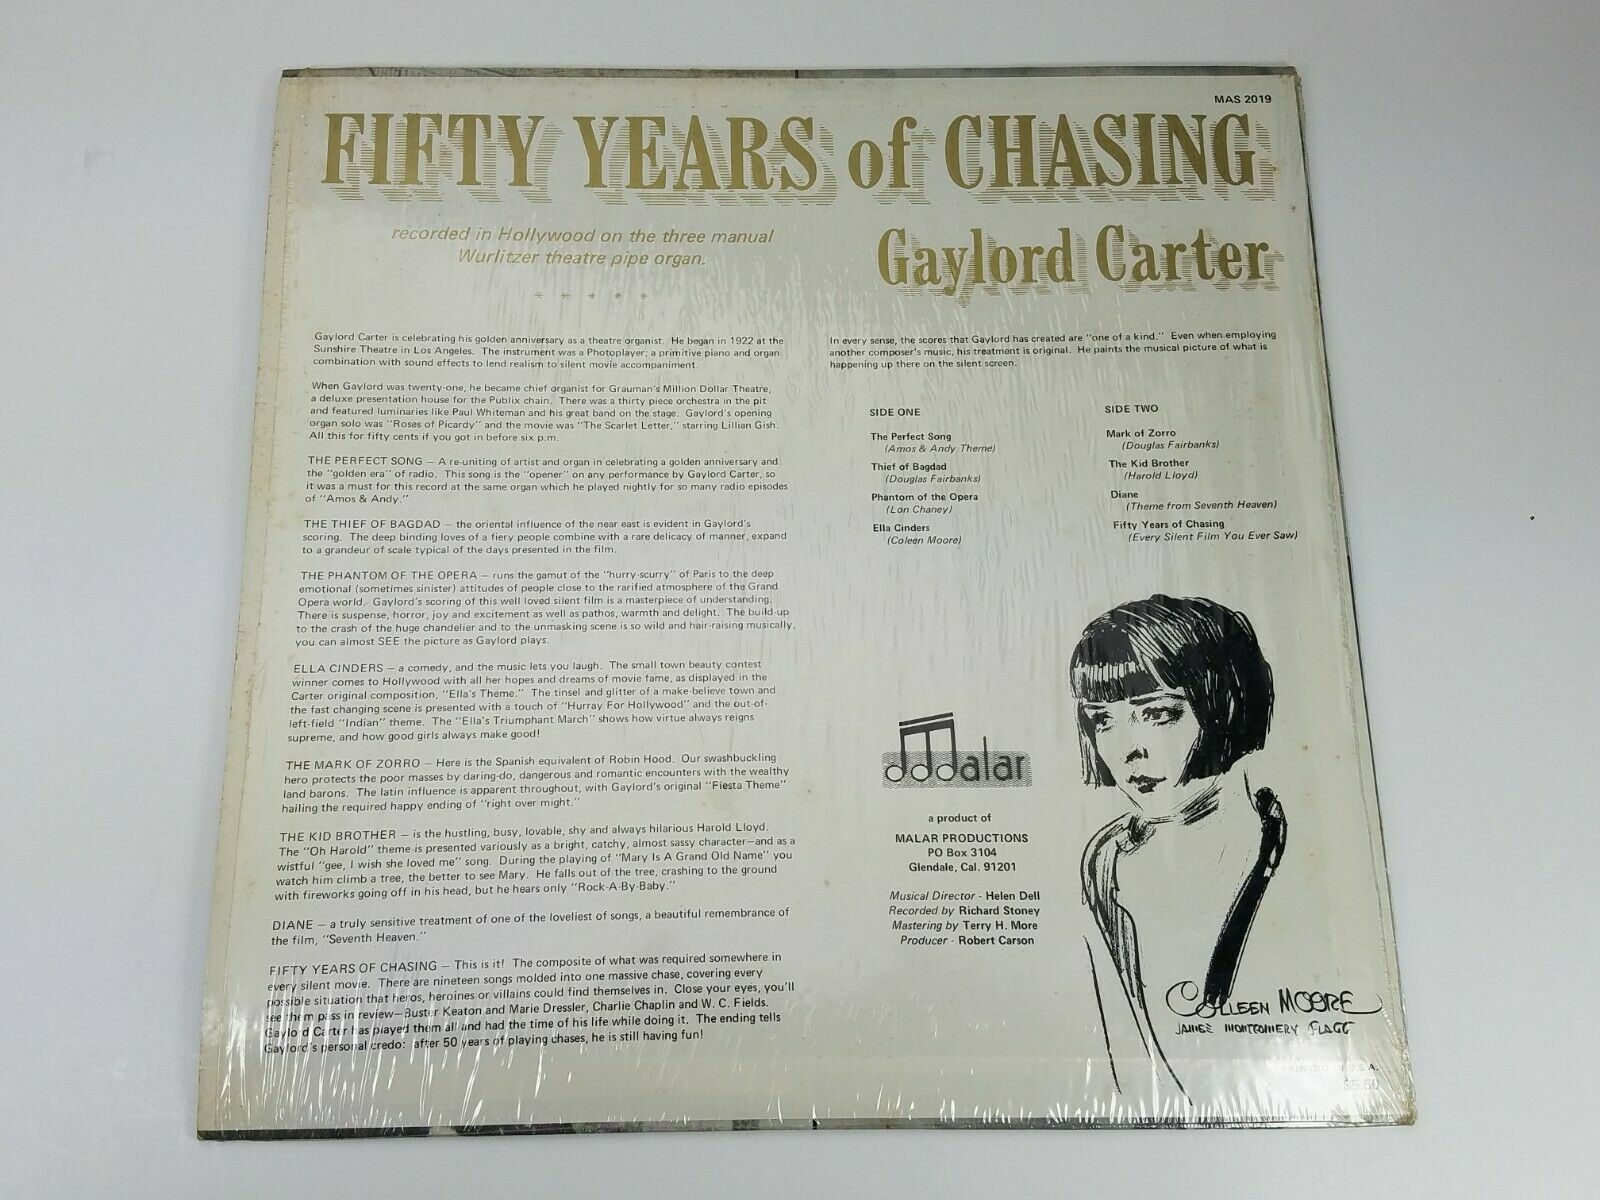 MAS 2019
FIFTY YEARS of CHASING
recorded in Hollywood on the three manual
Wurlitzer theatre pipe organ.
Gaylord Carter
* * * * *
Gaylord Carter is celebrating his golden anniversary as a theatre organist. He began in 1922 at the
Sunshire Theatre in Los Angeles. The instrument was a Photoplayer; a primitive piano and organ
combination with sound effects to lend realism to silent movie accompaniment.
When Gaylord was twenty-one, he became chief organist for Grauman's Million Dollar Theatre,
a deluxe presentation house for the Publix chain. There was a thirty piece orchestra in the pit
and featured luminaries like Paul Whiteman and his great band on the stage. Gaylord's opening
organ solo was "Roses of Picardy" and the movie was "The Scarlet Letter," starring Lillian Gish.
All this for fifty cents if you got in before six p.m.
THE PERFECT SONG — A re-uniting of artist and organ in celebrating a golden anniversary and
the "golden era" of radio. This song is the "opener" on any performance by Gaylord Carter, so
it was a must for this record at the same organ which he played nightly for so many radio episodes
of "Amos & Andy."
THE THIEF OF BAGDAD — the oriental influence of the near east is evident in Gaylord's
scoring. The deep binding loves of a fiery people combine with a rare delicacy of manner, expand
to a grandeur of scale typical of the days presented in the film.
THE PHANTOM OF THE OPERA — runs the gamut of the "hurry-scurry" of Paris to the deep
emotional (sometimes sinister) attitudes of people close to the rarified atmosphere of the Grand
Opera world. Gaylord's scoring of this well loved silent film is a masterpiece of understanding.
There is suspense, horror, joy and excitement as well as pathos, warmth and delight. The build-up
to the crash of the huge chandelier and to the unmasking scene is so wild and hair-raising musically,
you can almost SEE the picture as Gaylord plays.
ELLA CINDERS — a comedy, and the music lets you laugh. The small town beauty contest
winner comes to Hollywood with all her hopes and dreams of movie fame, as displayed in the
Carter original composition, "Ella's Theme." The tinsel and glitter of a make-believe town and
the fast changing scene is presented with a touch of "Hurray For Hollywood" and the out-of-
left-field "Indian" theme. The "Ella's Triumphant March" shows how virtue always reigns
supreme, and how good girls always make good!
THE MARK OF ZORRO — Here is the Spanish equivalent of Robin Hood. Our swashbuckling
hero protects the poor masses by daring-do, dangerous and romantic encounters with the wealthy
land barons. The latin influence is apparent throughout, with Gaylord's original "Fiesta Theme"
hailing the required happy ending of "right over might."
THE KID BROTHER — is the hustling, busy, lovable, shy and always hilarious Harold Lloyd.
The "Oh Harold" theme is presented variously as a bright, catchy, almost sassy character—and as a
wistful "gee, I wish she loved me" song. During the playing of "Mary Is A Grand Old Name" you
watch him climb a tree, the better to see Mary. He falls out of the tree, crashing to the ground
with fireworks going off in his head, but he hears only "Rock-A-By-Baby."
DIANE — a truly sensitive treatment of one of the loveliest of songs, a beautiful remembrance of
the film, "Seventh Heaven."
FIFTY YEARS OF CHASING — This is it! The composite of what was required somewhere in
every silent movie. There are nineteen songs molded into one massive chase, covering every
possible situation that heros, heroines or villains could find themselves in. Close your eyes, you'll
see them pass in review—Buster Keaton and Marie Dressler, Charlie Chaplin and W. C. Fields.
Gaylord Carter has played them all and had the time of his life while doing it. The ending tells
Gaylord's personal credo: after 50 years of playing chases, he is still having fun!
In every sense, the scores that Gaylord has created are "one of a kind." Even when employing
another composer's music, his treatment is original. He paints the musical picture of what is
happening up there on the silent screen.
SIDE ONE
The Perfect Song
(Amos & Andy Theme)
Thief of Bagdad
(Douglas Fairbanks)
Phantom of the Opera
(Lon Chaney)
Ella Cinders
(Coleen Moore)
SIDE TWO
Mark of Zorro
(Douglas Fairbanks)
The Kid Brother
(Harold Lloyd)
Diane
(Theme from Seventh Heaven)
Fifty Years of Chasing
(Every Silent Film You Ever Saw)
Malar
a product of
MALAR PRODUCTIONS
PO Box 3104
Glendale, Cal. 91201
Musical Director - Helen Dell
Recorded by Richard Stoney
Mastering by Terry H. More
Producer - Robert Carson
COLLEEN MOORE
JAMES MONTGOMERY FLAGG
PRINTED IN U.S.A.
$5.50